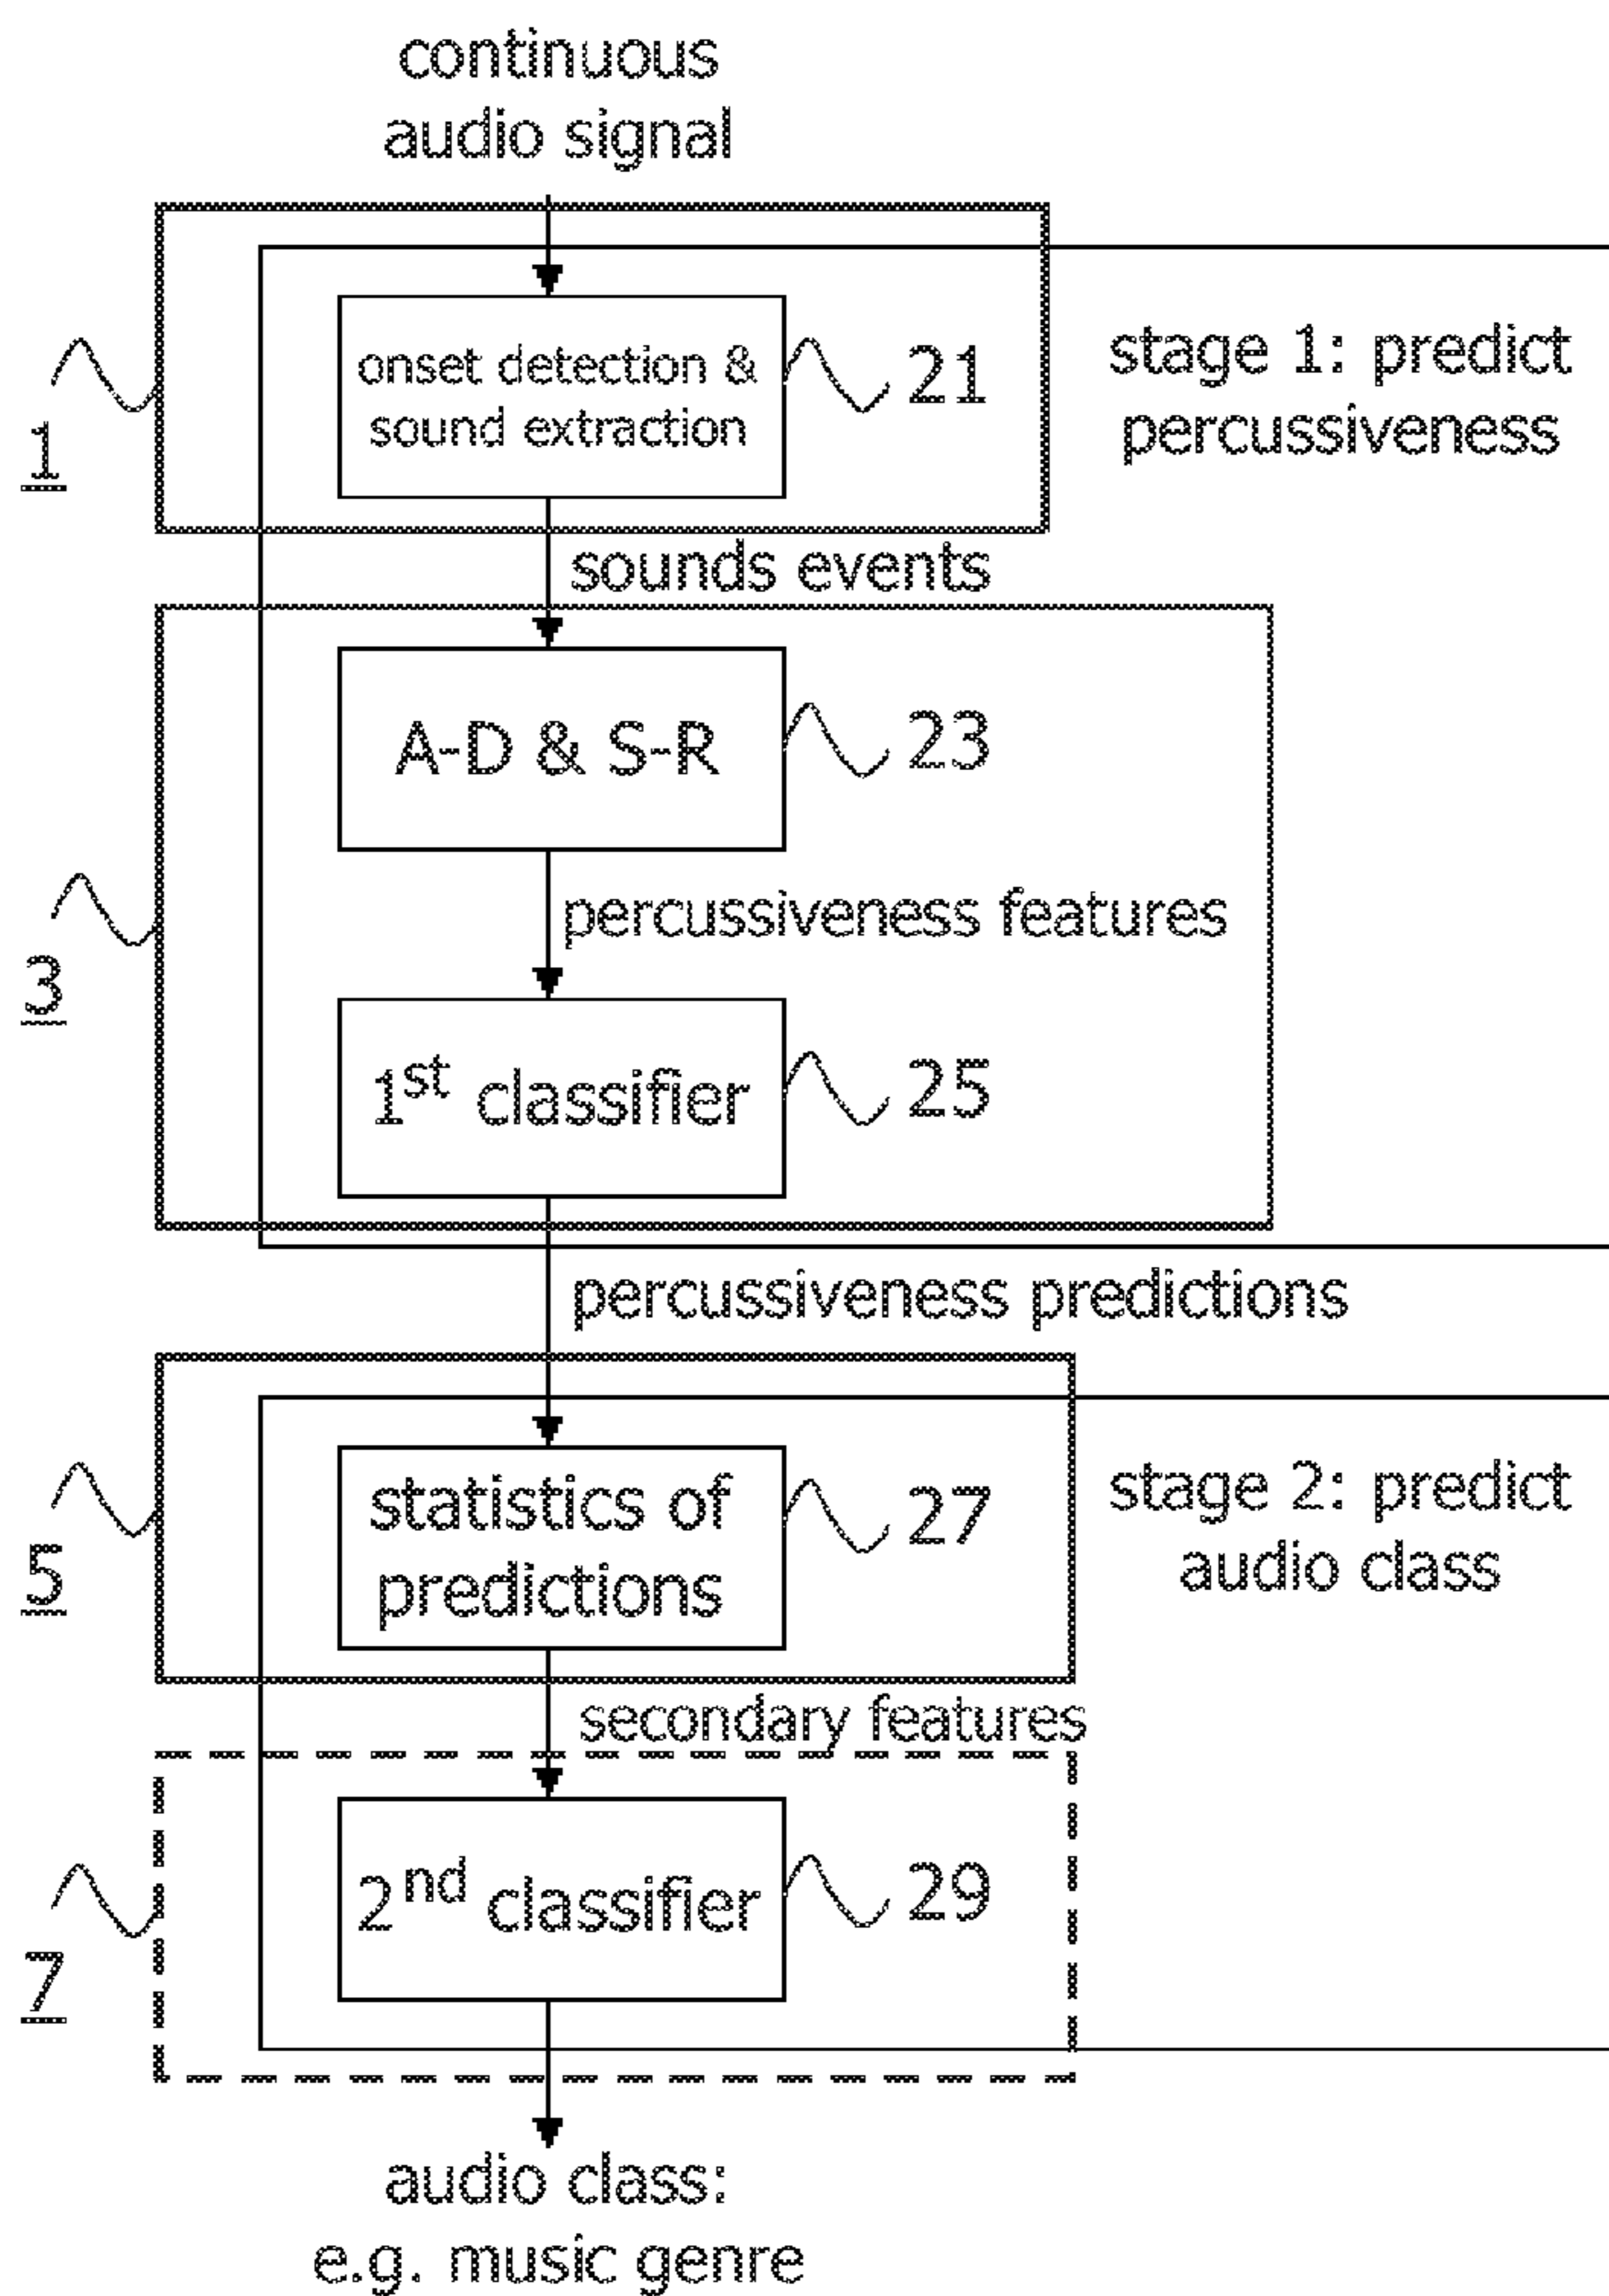 continuous
audio signal
onset detection &
sound extraction
21
stage 1: predict
percussiveness
1
sounds events
A-D & S-R
23
percussiveness features
3
1st classifier
25
percussiveness predictions
statistics of
predictions
27
stage 2: predict
audio class
5
secondary features
2nd classifier
29
7
audio class:
e.g. music genre